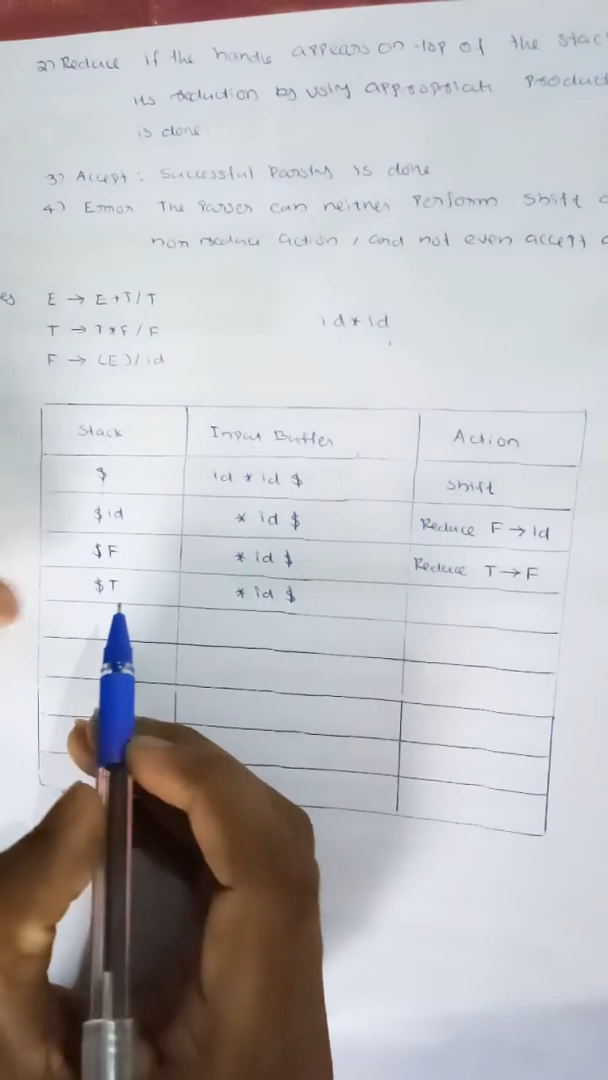 2) Reduce if the handle appears on top of the stac
its reduction by using appropriate product
is done.
3) Accept : Successful Parsing is done
4) Error The Parser can neither perform shift
non reduce action, and not even accept
es E → E+T/T
T → T*F/F id*id
F → (E)/id
Stack Input Buffer Action
$ id * id $ Shift
$id * id $ Reduce F → id
$F * id $ Reduce T → F
$T * id $